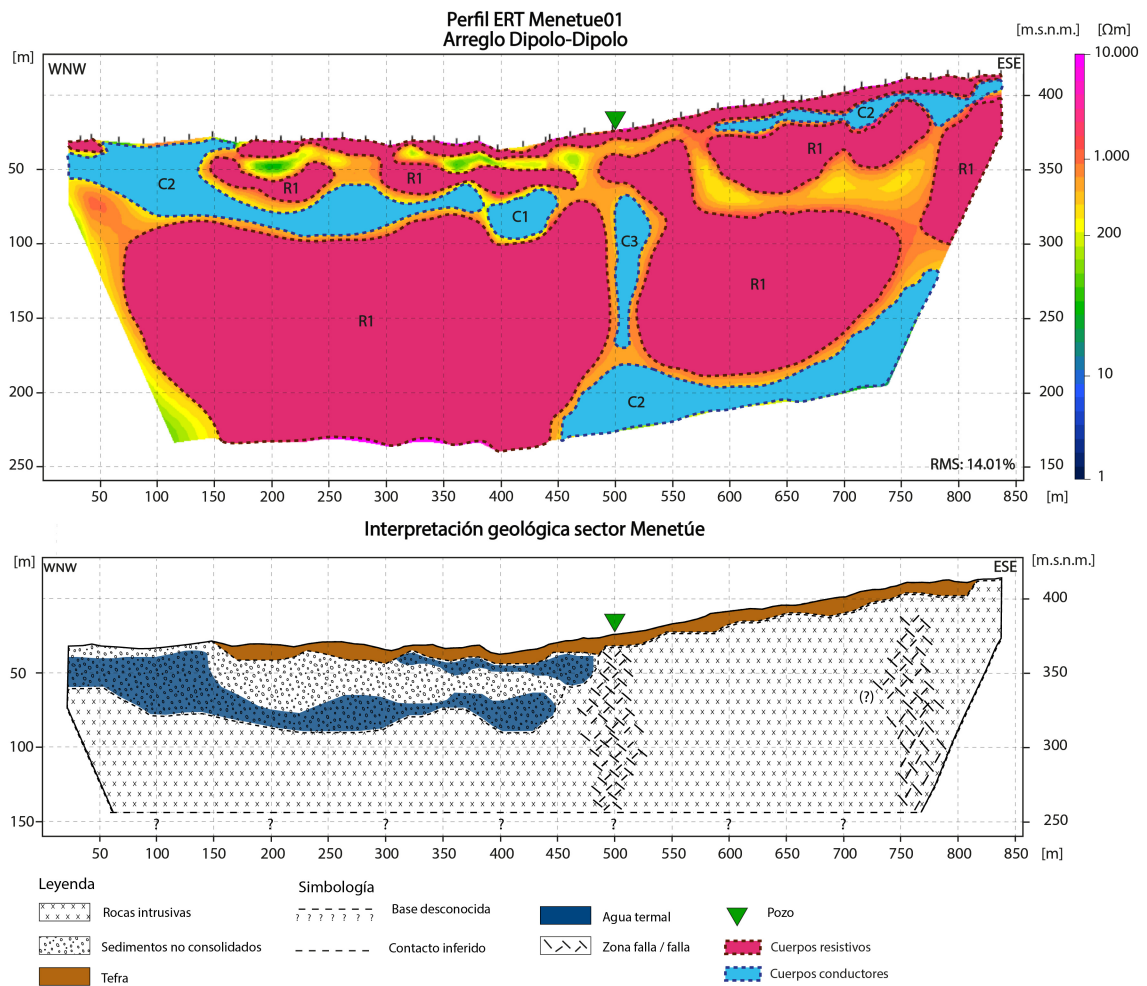 Perfil ERT Menetue01
Arreglo Dipolo-Dipolo
[m]
[m.s.n.m.]
[Ωm]
WNW
ESE
10.000
400
50
350
1.000
100
300
200
150
250
10
200
200
250
150
1
C2
R1
R1
C1
C3
R1
R1
R1
C2
R1
C2
RMS: 14.01%
50 100 150 200 250 300 350 400 450 500 550 600 650 700 750 800 850
[m]
Interpretación geológica sector Menetúe
[m]
[m.s.n.m.]
WNW
ESE
400
50
350
(?)
100
300
150
250
? ? ? ? ? ? ? ?
50 100 150 200 250 300 350 400 450 500 550 600 650 700 750 800 850
[m]
Leyenda
Rocas intrusivas
Sedimentos no consolidados
Tefra
Simbología
? ? ? ? ? ? ?
Base desconocida
Contacto inferido
Agua termal
Zona falla / falla
Pozo
Cuerpos resistivos
Cuerpos conductores